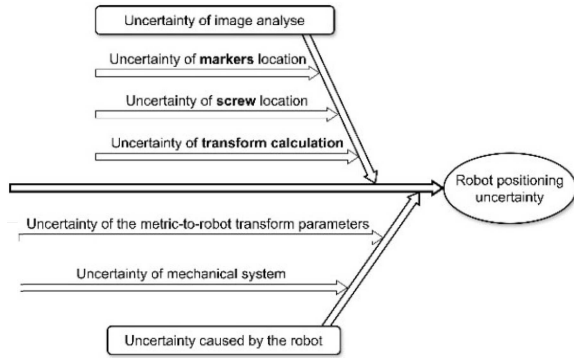 Uncertainty of image analyse
Uncertainty of markers location
Uncertainty of screw location
Uncertainty of transform calculation
Robot positioning
uncertainty
Uncertainty of the metric-to-robot transform parameters
Uncertainty of mechanical system
Uncertainty caused by the robot